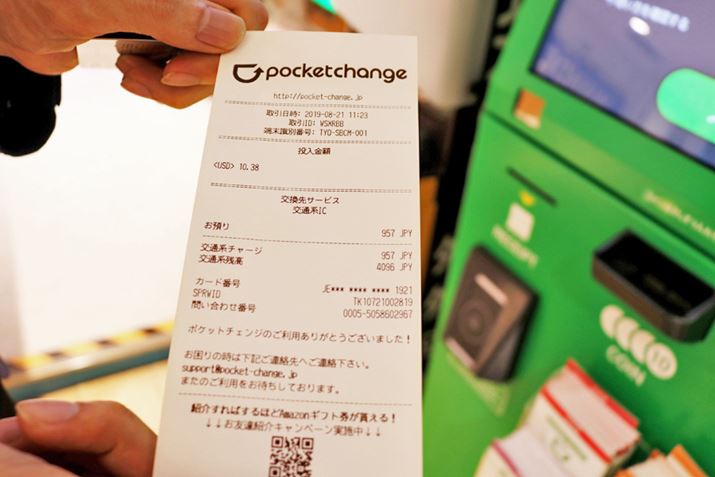 pocketchange
http://pocket-change.jp
取引日時: 2019-08-21 11:23
取引ID: WSXRBB
端末識別番号: TYO-SBCM-001
投入金額
<USD> 10.38
交換先サービス
交通系IC
お預り 957 JPY
交通系チャージ 957 JPY
交通系残高 4096 JPY
カード番号 JE*** **** **** 1921
SPRWID TK10721002819
問い合わせ番号 0005-5058602967
ポケットチェンジのご利用ありがとうございました!
お困りの時は下記ご連絡先へご連絡下さい。
support@pocket-change.jp
またのご利用をお待ちしております。
紹介すればするほどAmazonギフト券が貰える!
↓↓お友達紹介キャンペーン実施中↓↓
RECEIPT
COIN